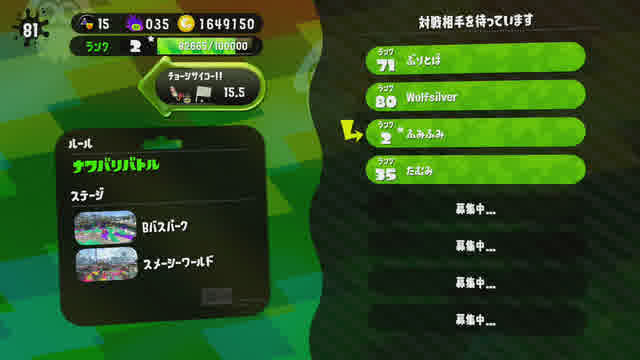 81
15
035
1649150
ランク 2★ 82665/100000
チョーシサイコー!!
15.5
ルール
ナワバリバトル
ステージ
Bバスパーク
スメーシーワールド
対戦相手を待っています
ランク 71 ぷりとぱ
ランク 80 Wolfsilver
ランク 2★ ふみふみ
ランク 35 たむみ
募集中...
募集中...
募集中...
募集中...